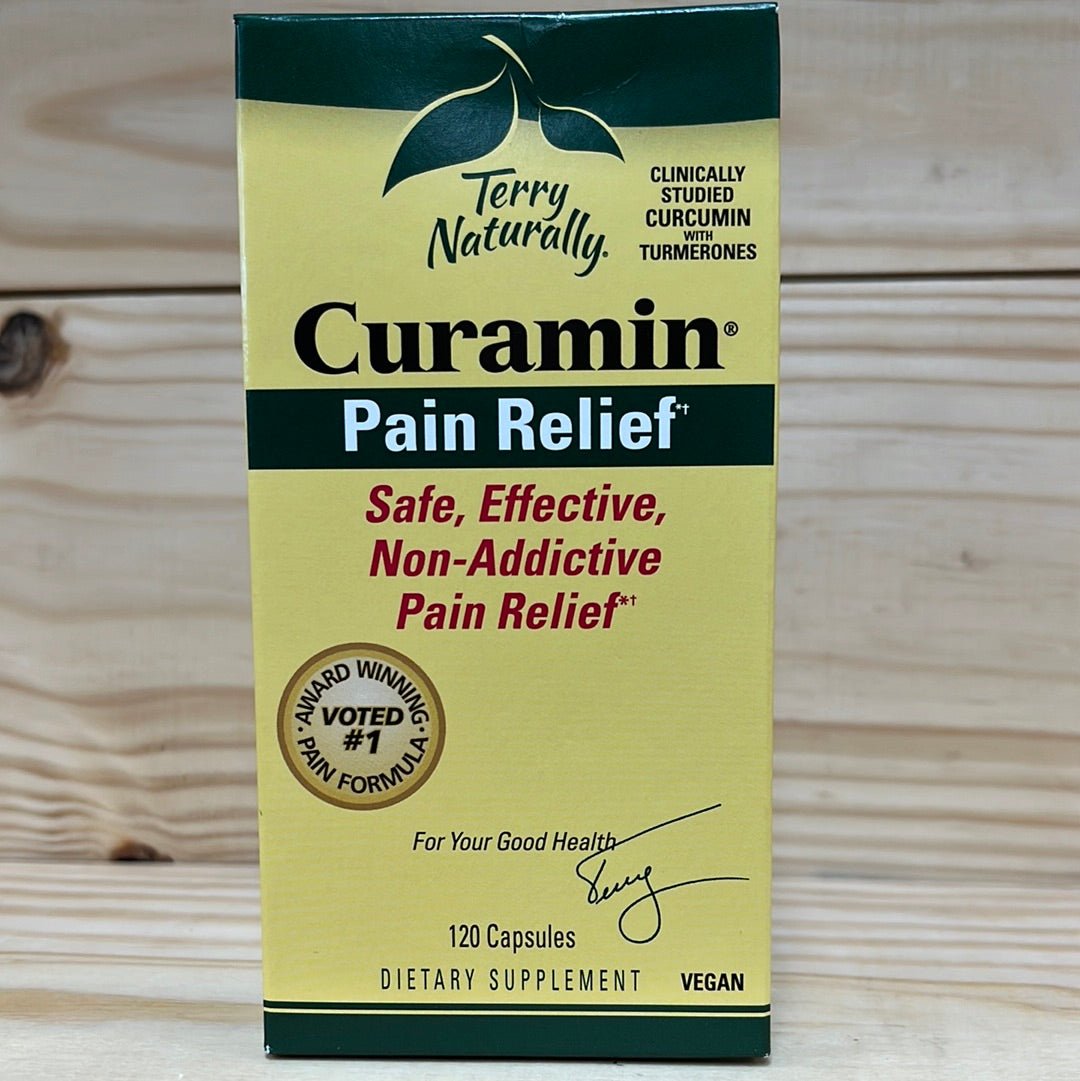 Terry
Naturally®
CLINICALLY
STUDIED
CURCUMIN
WITH
TURMERONES
Curamin®
Pain Relief*†
Safe, Effective,
Non-Addictive
Pain Relief*†
AWARD WINNING
VOTED
#1
PAIN FORMULA
For Your Good Health
Terry
120 Capsules
DIETARY SUPPLEMENT
VEGAN